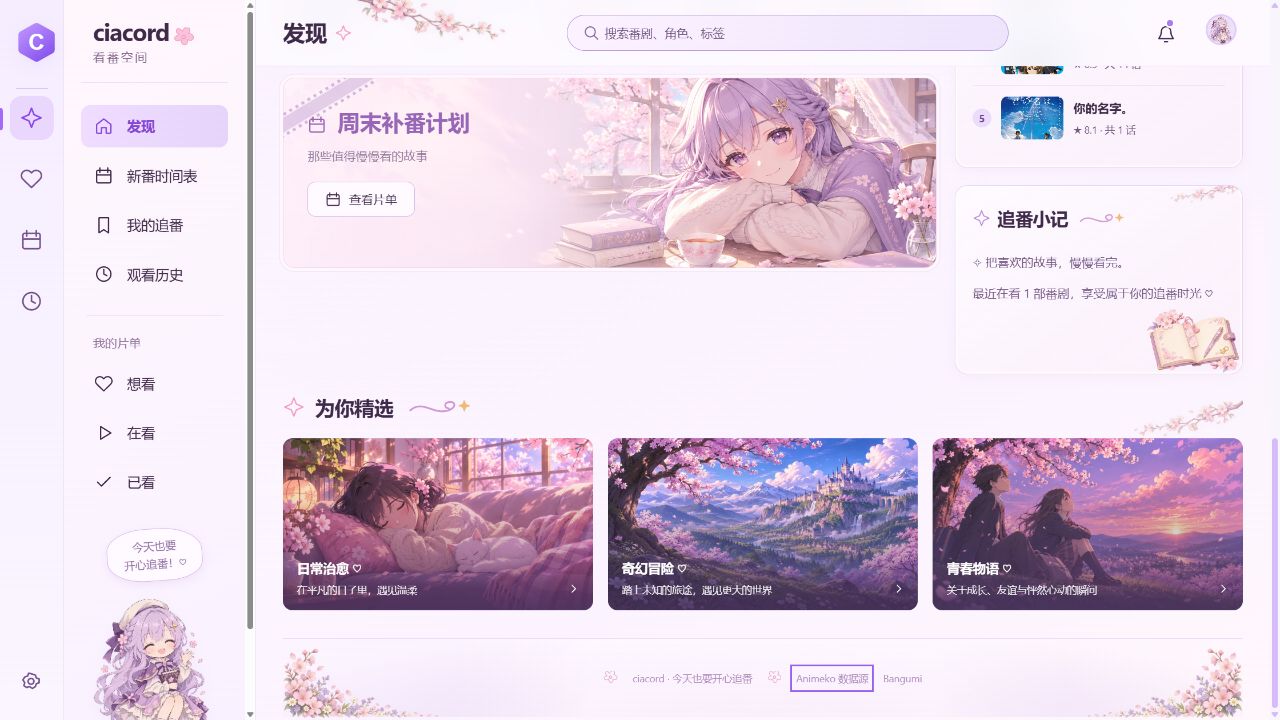 C
ciacord
看番空间
发现
新番时间表
我的追番
观看历史
我的片单
想看
在看
已看
今天也要
开心追番！♡
发现
搜索番剧、角色、标签
周末补番计划
那些值得慢慢看的故事
查看片单
5
你的名字。
★ 8.1 · 共 1 话
追番小记
✧ 把喜欢的故事，慢慢看完。
最近在看 1 部番剧，享受属于你的追番时光 ♡
为你精选
日常治愈 ♡
在平凡的日子里，遇见温柔
奇幻冒险 ♡
踏上未知的旅途，遇见更大的世界
青春物语 ♡
关于成长、友谊与怦然心动的瞬间
ciacord · 今天也要开心追番
Animeko 数据源
Bangumi